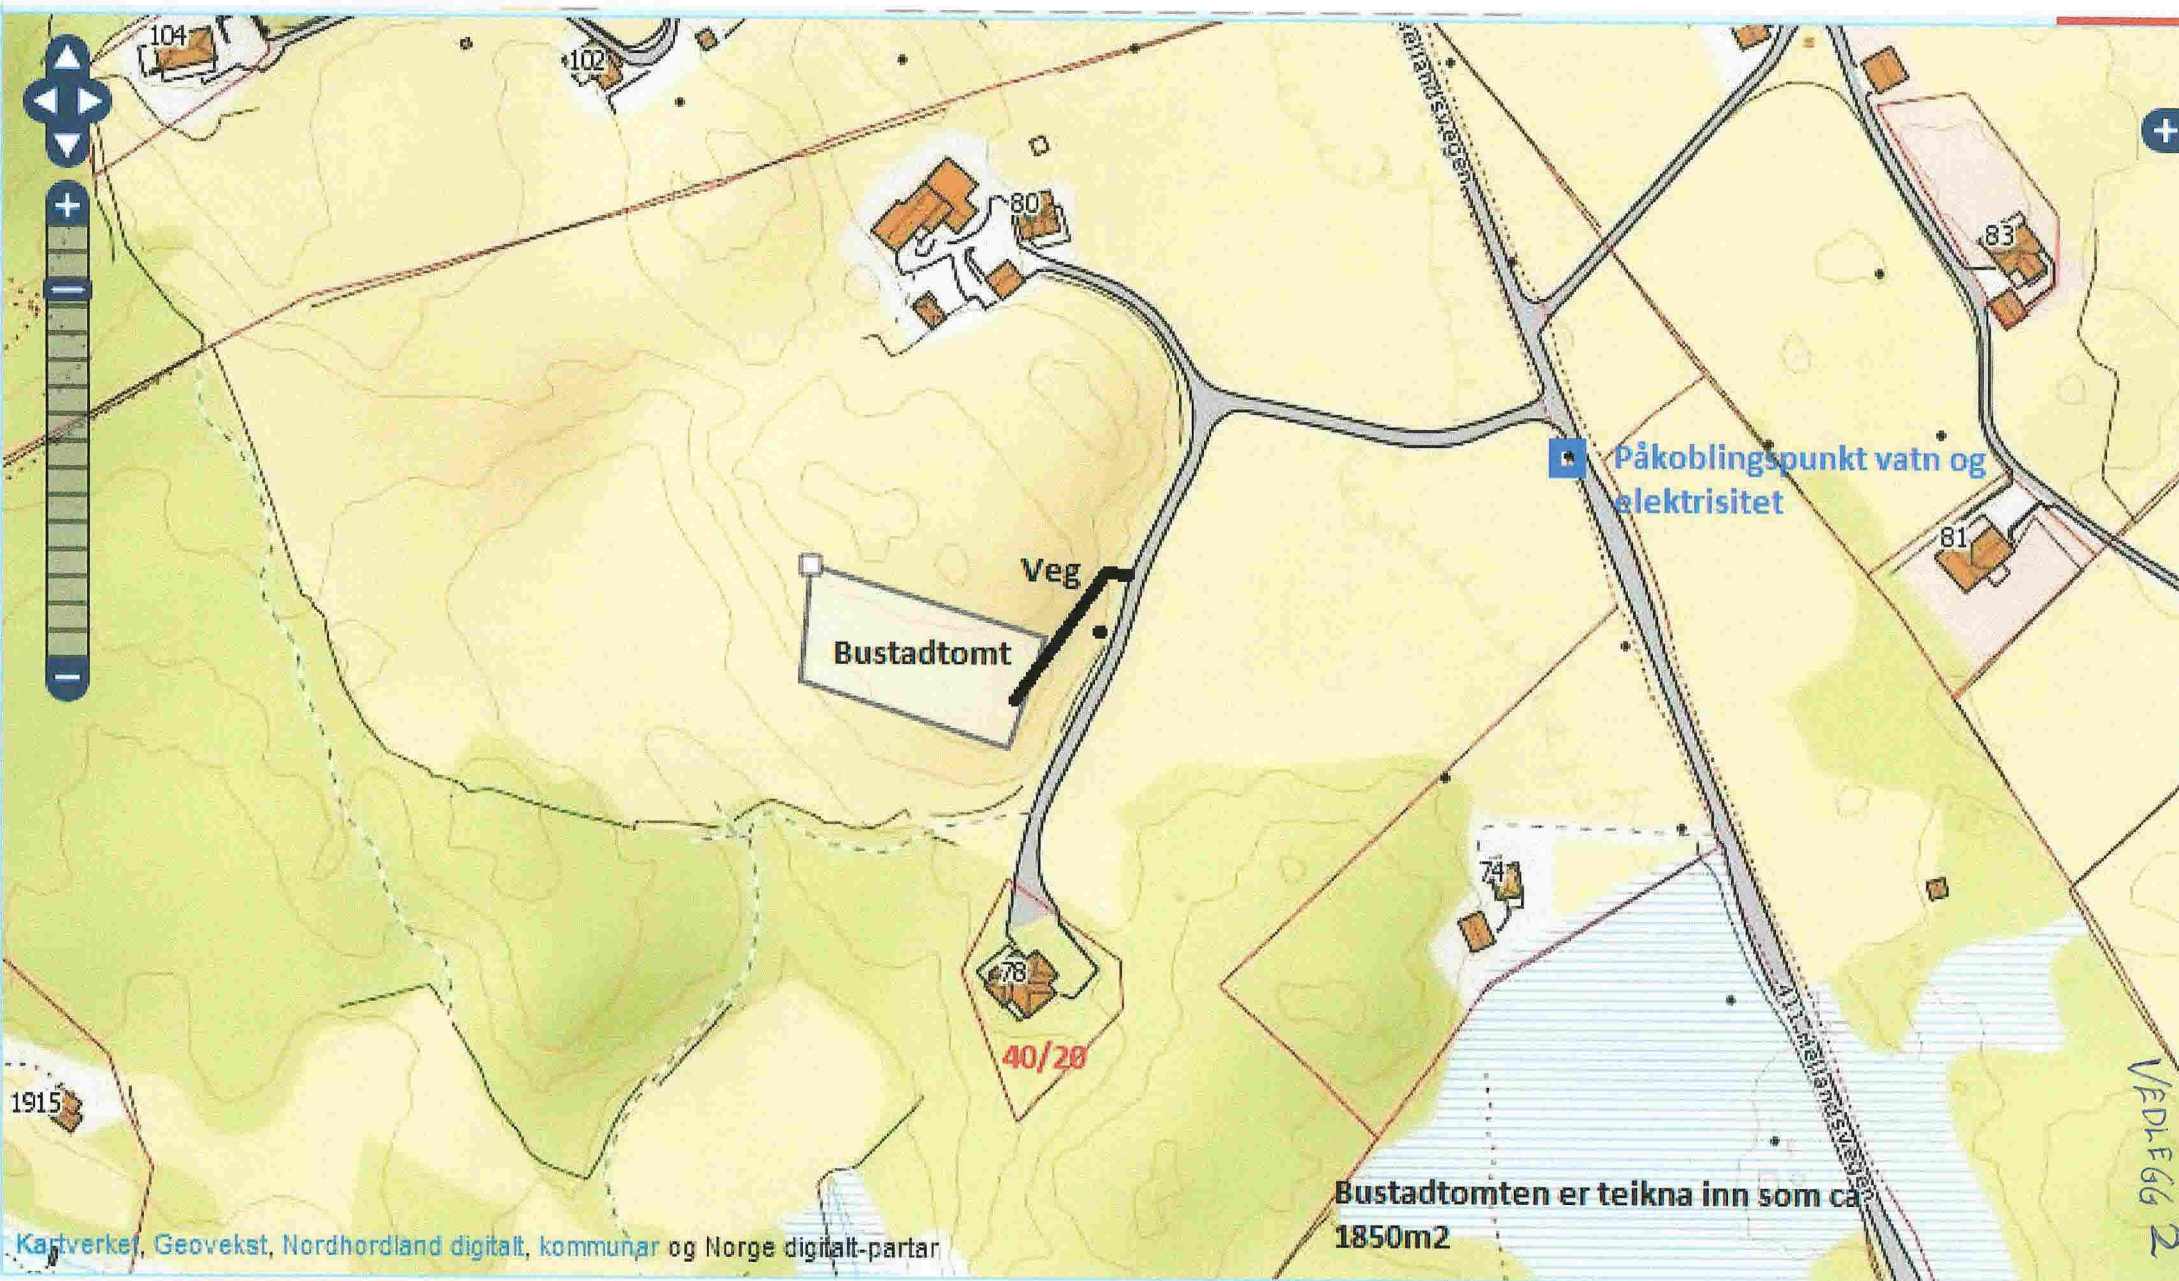 104
102
80
83
Påkoblingspunkt vatn og
elektrisitet
81
Veg
Bustadtomt
74
78
40/20
1915
Bustadtomten er teikna inn som ca
1850m2
Kartverket, Geovekst, Nordhordland digitalt, kommunar og Norge digitalt-partar
VEDLEGG 2